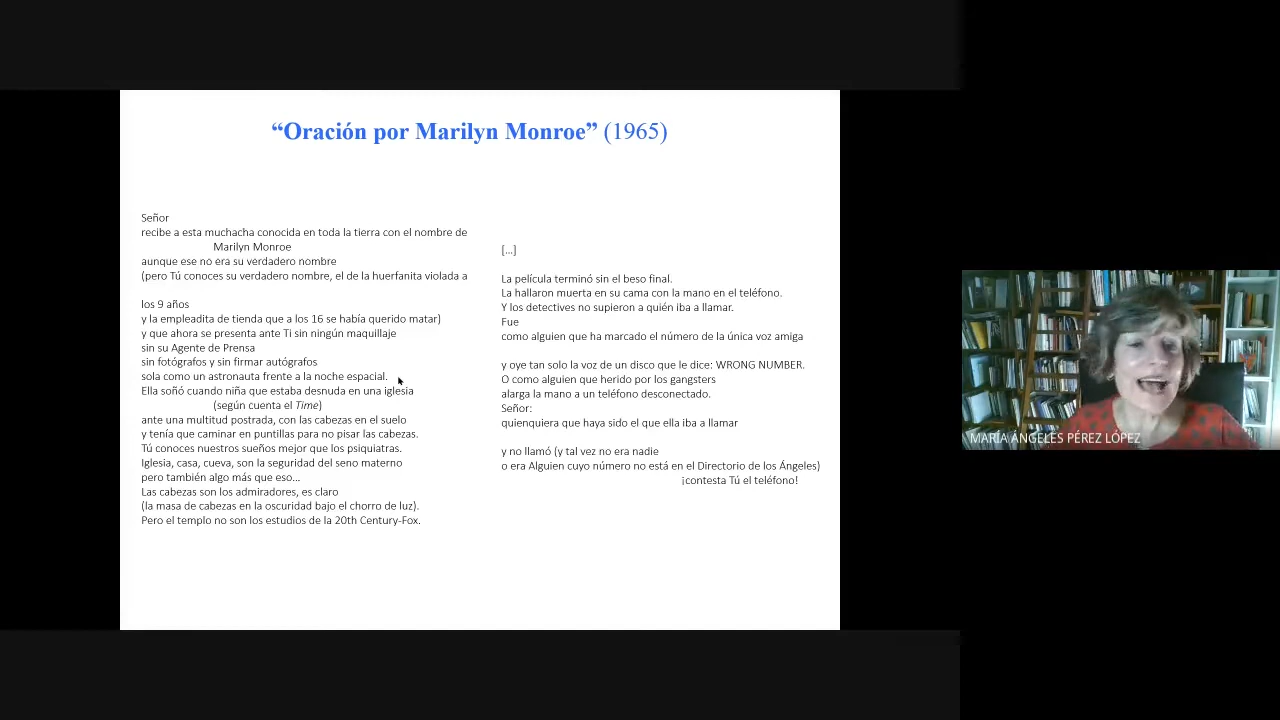 “Oración por Marilyn Monroe” (1965)
Señor
recibe a esta muchacha conocida en toda la tierra con el nombre de
Marilyn Monroe
aunque ese no era su verdadero nombre
(pero Tú conoces su verdadero nombre, el de la huerfanita violada a
los 9 años
y la empleadita de tienda que a los 16 se había querido matar)
y que ahora se presenta ante Ti sin ningún maquillaje
sin su Agente de Prensa
sin fotógrafos y sin firmar autógrafos
sola como un astronauta frente a la noche espacial.
Ella soñó cuando niña que estaba desnuda en una iglesia
(según cuenta el Time)
ante una multitud postrada, con las cabezas en el suelo
y tenía que caminar en puntillas para no pisar las cabezas.
Tú conoces nuestros sueños mejor que los psiquiatras.
Iglesia, casa, cueva, son la seguridad del seno materno
pero también algo más que eso...
Las cabezas son los admiradores, es claro
(la masa de cabezas en la oscuridad bajo el chorro de luz).
Pero el templo no son los estudios de la 20th Century-Fox.
[...]
La película terminó sin el beso final.
La hallaron muerta en su cama con la mano en el teléfono.
Y los detectives no supieron a quién iba a llamar.
Fue
como alguien que ha marcado el número de la única voz amiga
y oye tan solo la voz de un disco que le dice: WRONG NUMBER.
O como alguien que herido por los gangsters
alarga la mano a un teléfono desconectado.
Señor:
quienquiera que haya sido el que ella iba a llamar
y no llamó (y tal vez no era nadie
o era Alguien cuyo número no está en el Directorio de los Ángeles)
¡contesta Tú el teléfono!
MARÍA ÁNGELES PÉREZ LÓPEZ